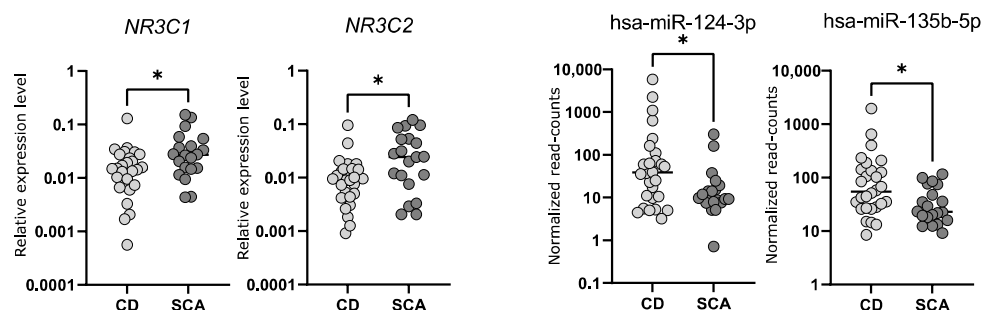 NR3C1
Relative expression level
1
0.1
0.01
0.001
0.0001
*
CD SCA
NR3C2
Relative expression level
1
0.1
0.01
0.001
0.0001
*
CD SCA
hsa-miR-124-3p
Normalized read-counts
10,000
1000
100
10
1
0.1
*
CD SCA
hsa-miR-135b-5p
Normalized read-counts
10,000
1000
100
10
1
*
CD SCA